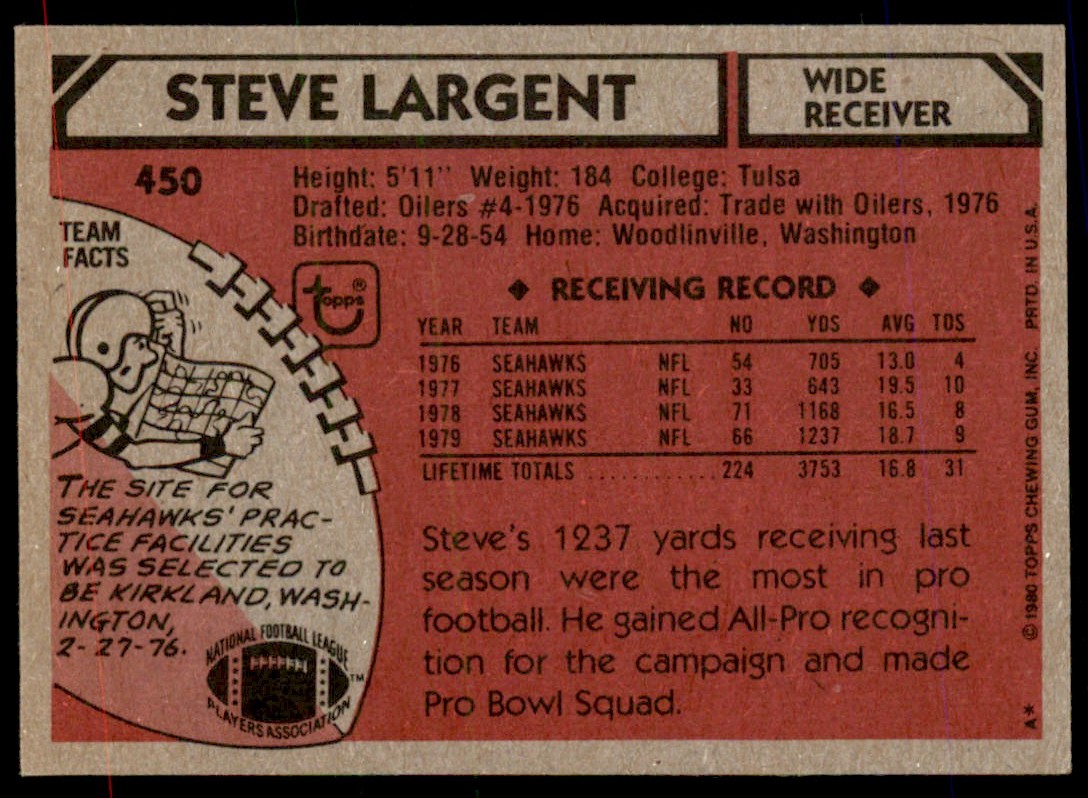 STEVE LARGENT
WIDE
RECEIVER
450
Height: 5'11" Weight: 184 College: Tulsa
Drafted: Oilers #4-1976 Acquired: Trade with Oilers, 1976
Birthdate: 9-28-54 Home: Woodlinville, Washington
TEAM
FACTS
topps®
◆ RECEIVING RECORD ◆
YEAR TEAM NO YDS AVG TDS
1976 SEAHAWKS NFL 54 705 13.0 4
1977 SEAHAWKS NFL 33 643 19.5 10
1978 SEAHAWKS NFL 71 1168 16.5 8
1979 SEAHAWKS NFL 66 1237 18.7 9
LIFETIME TOTALS ............ 224 3753 16.8 31
THE SITE FOR
SEAHAWKS' PRAC-
TICE FACILITIES
WAS SELECTED TO
BE KIRKLAND, WASH-
INGTON,
2-27-76.
NATIONAL FOOTBALL LEAGUE
PLAYERS ASSOCIATION
™
Steve's 1237 yards receiving last
season were the most in pro
football. He gained All-Pro recogni-
tion for the campaign and made
Pro Bowl Squad.
A* © 1980 TOPPS CHEWING GUM, INC. PRTD. IN U.S.A.